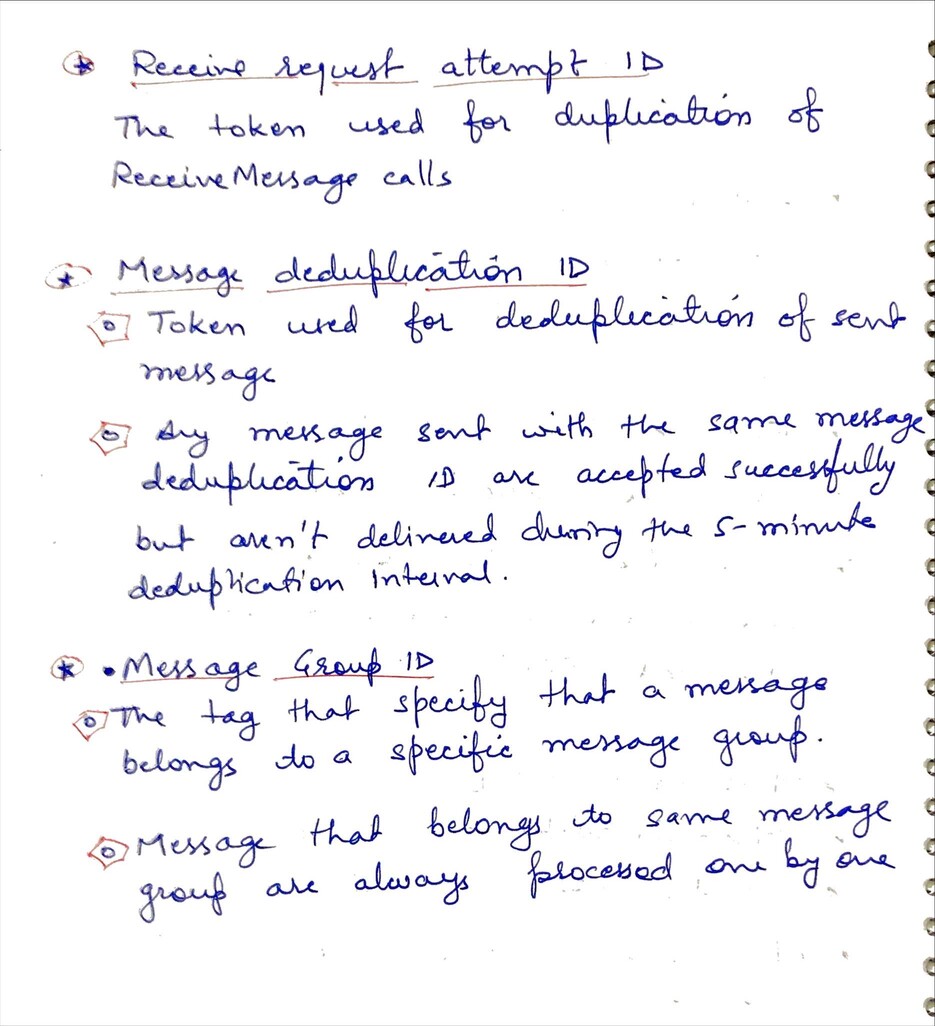 Receive request attempt ID
The token used for duplication of
ReceiveMessage calls
Message deduplication ID
Token used for deduplication of sent
message
Any message sent with the same message
deduplication ID are accepted successfully
but aren't delivered during the 5-minute
deduplication interval.
• Message Group ID
The tag that specify that a message
belongs to a specific message group.
Message that belongs to same message
group are always processed one by one